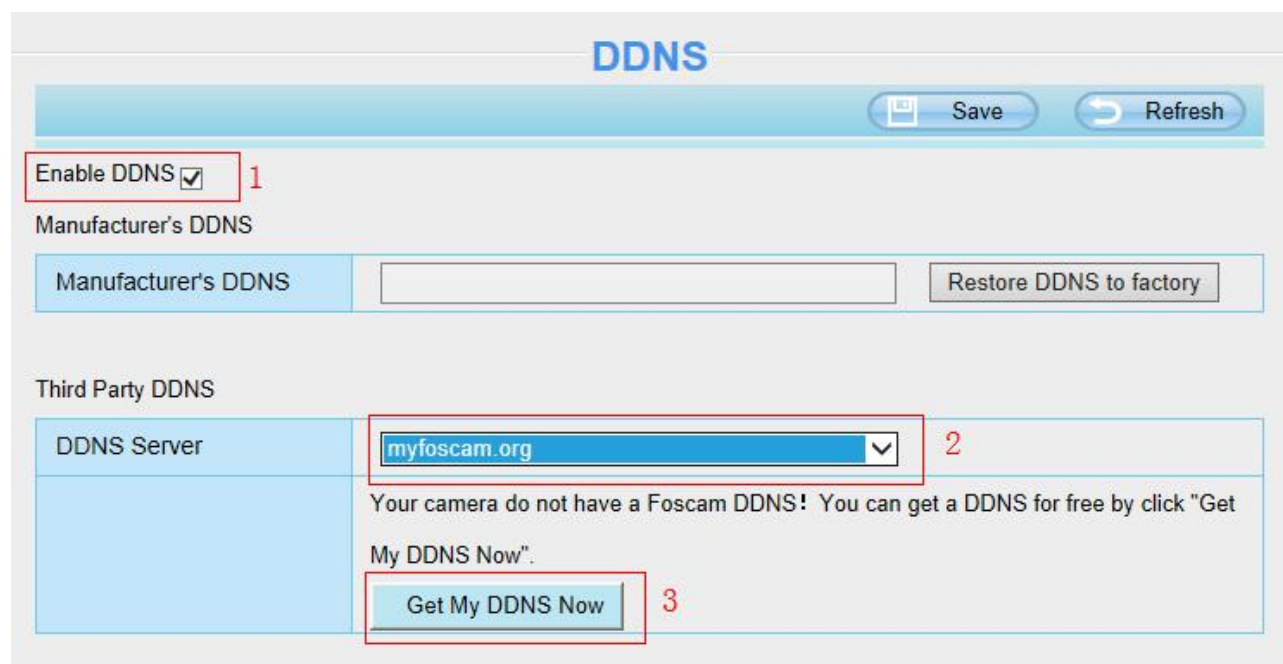 DDNS
Save Refresh
Enable DDNS 1
Manufacturer's DDNS
Manufacturer's DDNS Restore DDNS to factory
Third Party DDNS
DDNS Server myfoscam.org 2
Your camera do not have a Foscam DDNS! You can get a DDNS for free by click "Get
My DDNS Now".
Get My DDNS Now 3